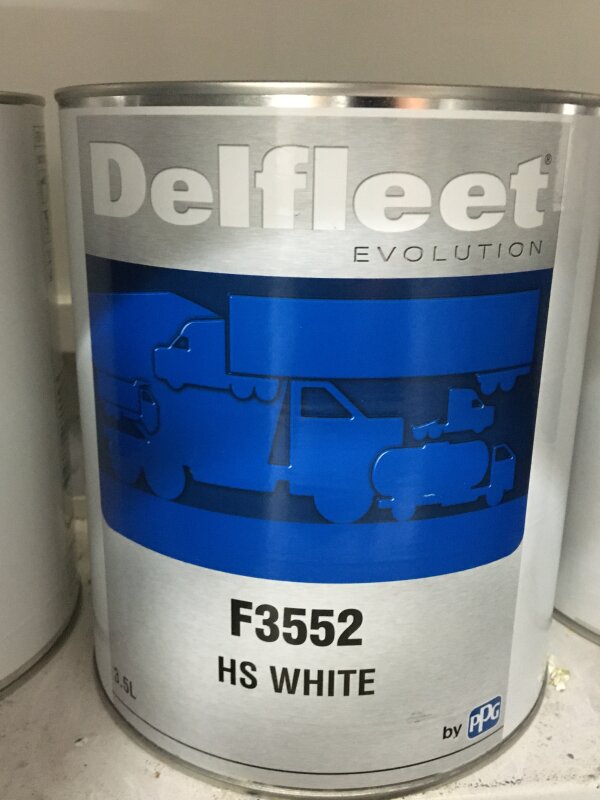 Delfleet®
EVOLUTION
F3552
HS WHITE
3.5L
by PPG